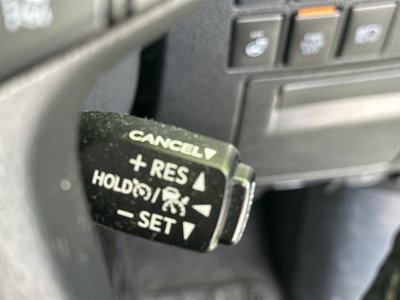 CANCEL▼
+ RES ▲
HOLD / ◀
− SET ▼